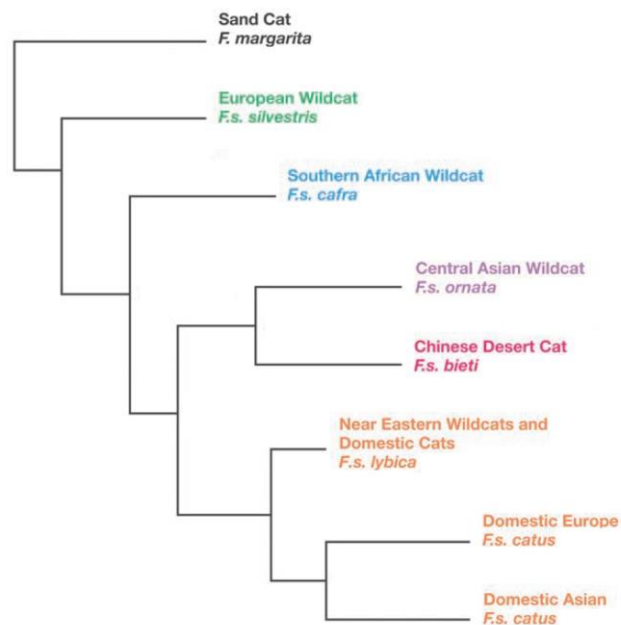 Sand Cat
F. margarita
European Wildcat
F.s. silvestris
Southern African Wildcat
F.s. cafra
Central Asian Wildcat
F.s. ornata
Chinese Desert Cat
F.s. bieti
Near Eastern Wildcats and
Domestic Cats
F.s. lybica
Domestic Europe
F.s. catus
Domestic Asian
F.s. catus